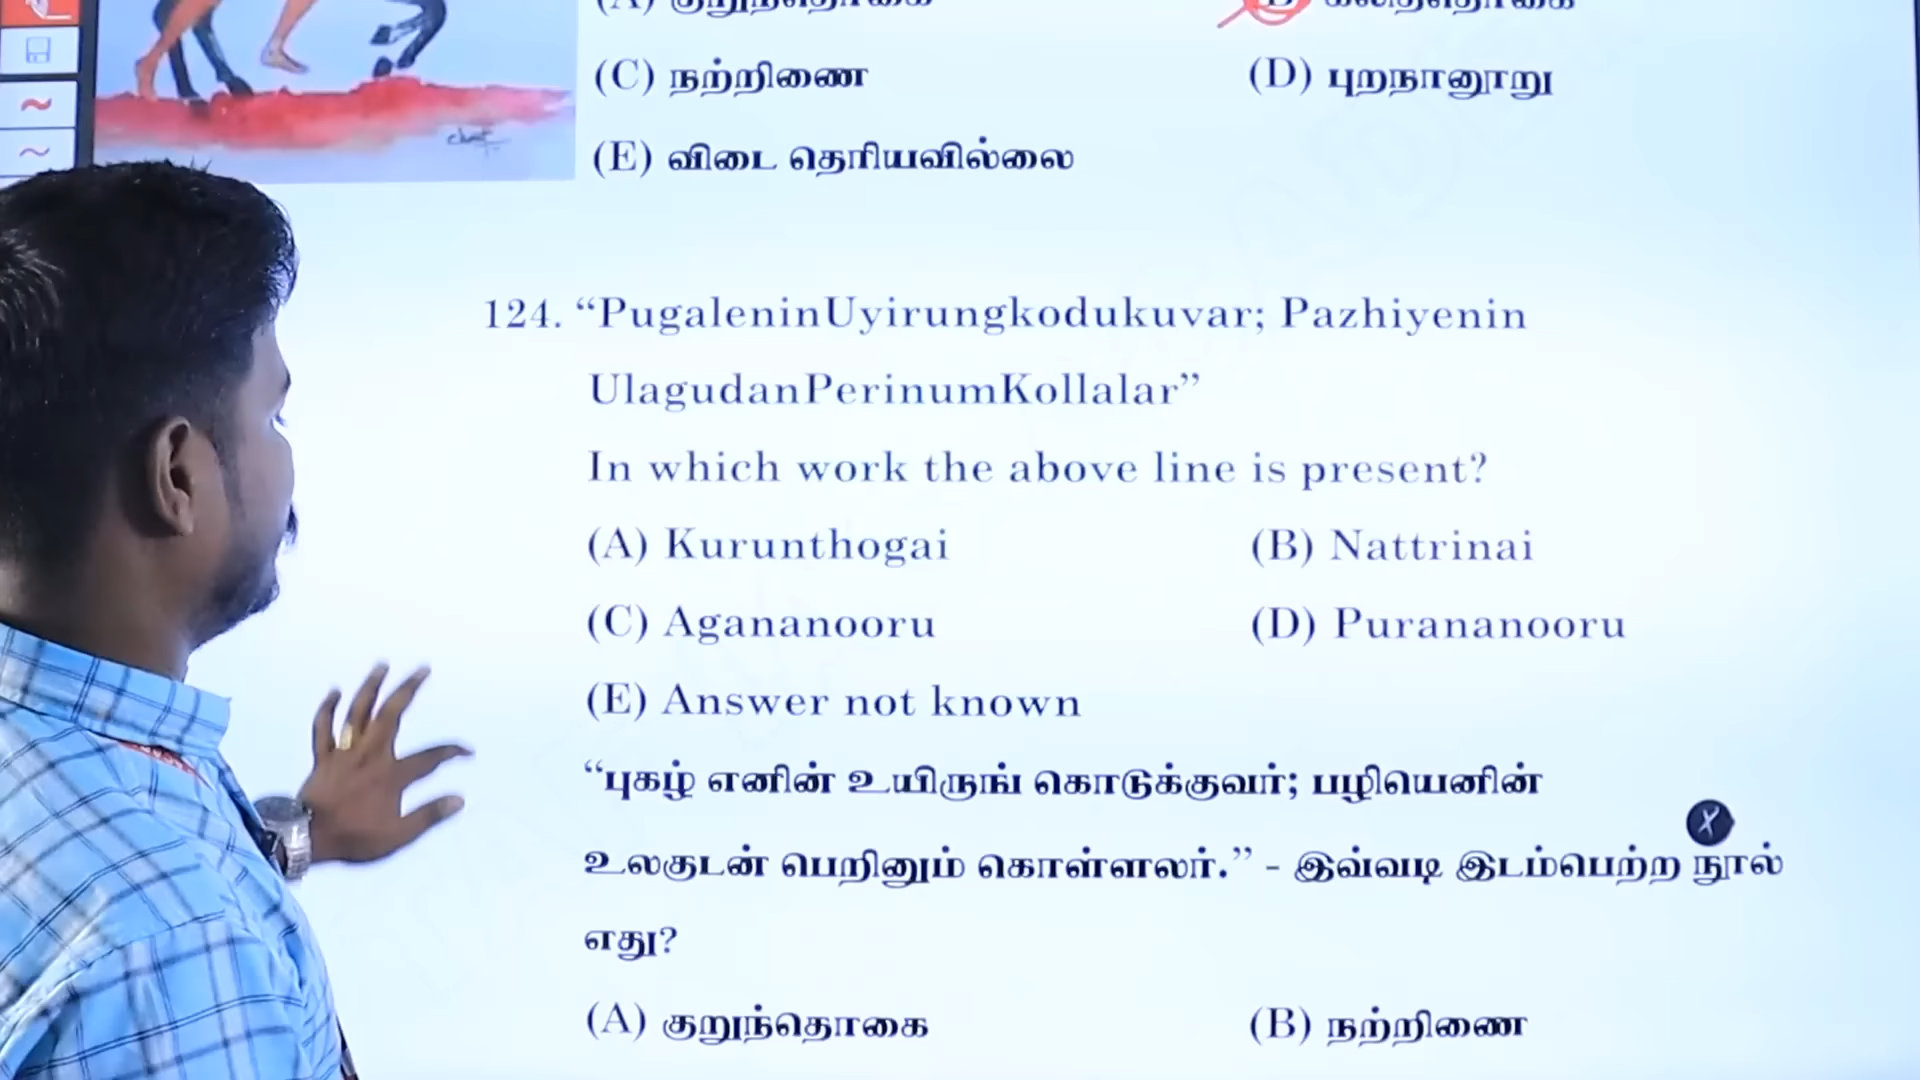 (A) குறுந்தொகை (B) கலித்தொகை
(C) நற்றிணை (D) புறநானூறு
(E) விடை தெரியவில்லை
124. “PugaleninUyirungkodukuvar; Pazhiyenin
UlagudanPerinumKollalar”
In which work the above line is present?
(A) Kurunthogai (B) Nattrinai
(C) Agananooru (D) Purananooru
(E) Answer not known
“புகழ் எனின் உயிருங் கொடுக்குவர்; பழியெனின்
உலகுடன் பெறினும் கொள்ளலர்.” - இவ்வடி இடம்பெற்ற நூல்
எது?
(A) குறுந்தொகை (B) நற்றிணை